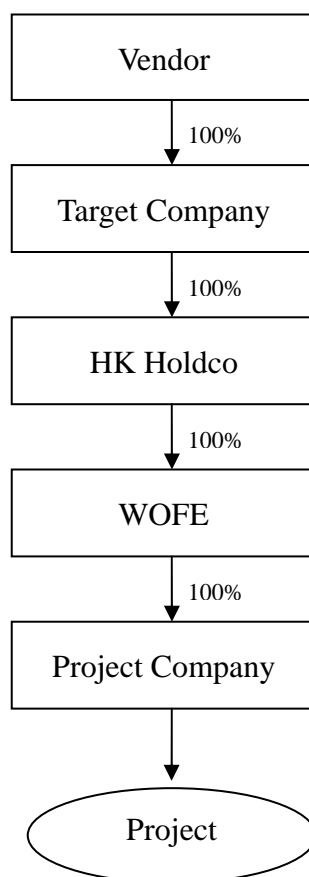 Vendor
100%
Target Company
100%
HK Holdco
100%
WOFE
100%
Project Company
Project